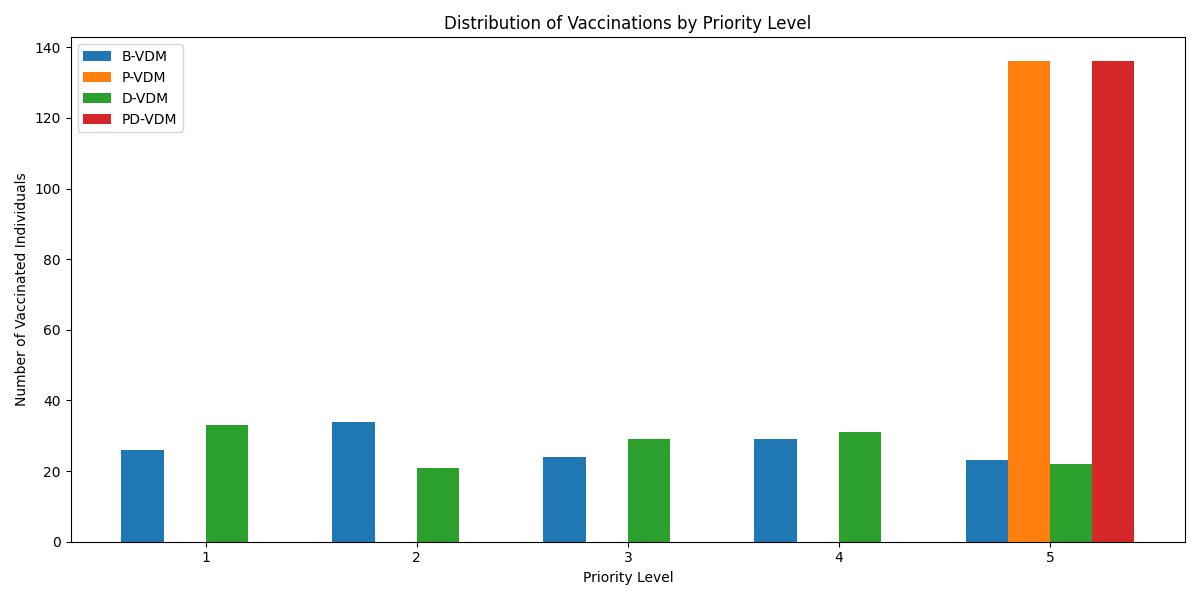 Distribution of Vaccinations by Priority Level
B-VDM
P-VDM
D-VDM
PD-VDM
Number of Vaccinated Individuals
140
120
100
80
60
40
20
0
1 2 3 4 5
Priority Level